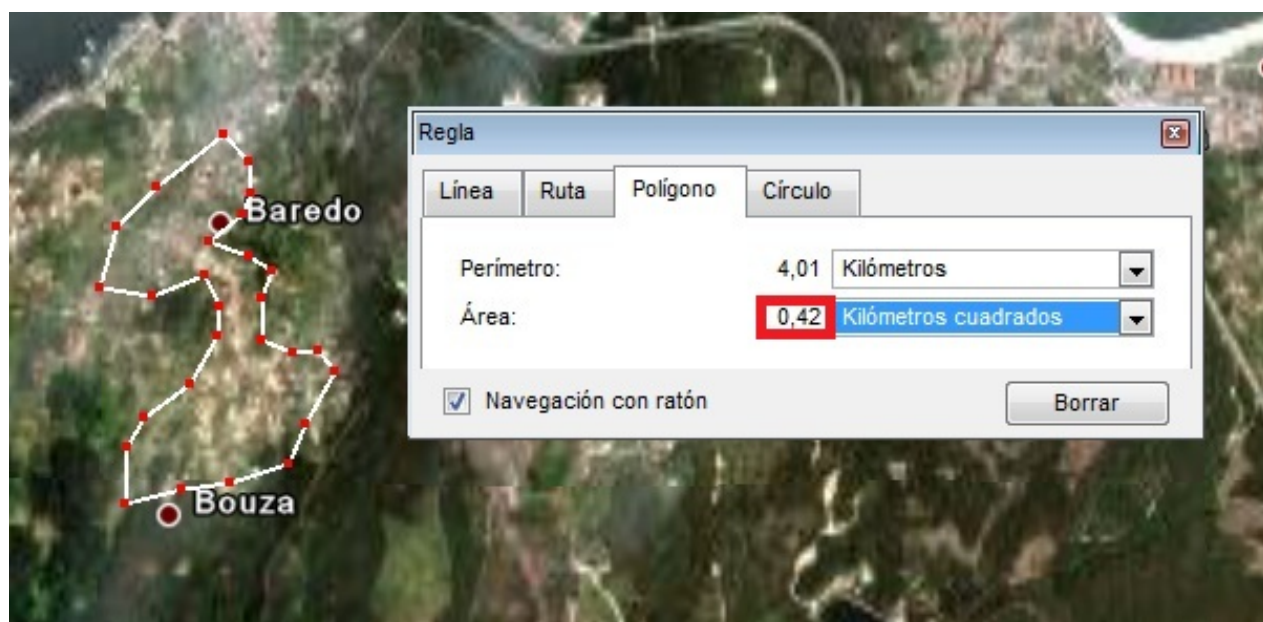 Regla
Línea Ruta Polígono Círculo
Baredo
Perímetro: 4,01 Kilómetros
Área: 0,42 Kilómetros cuadrados
Navegación con ratón Borrar
Bouza